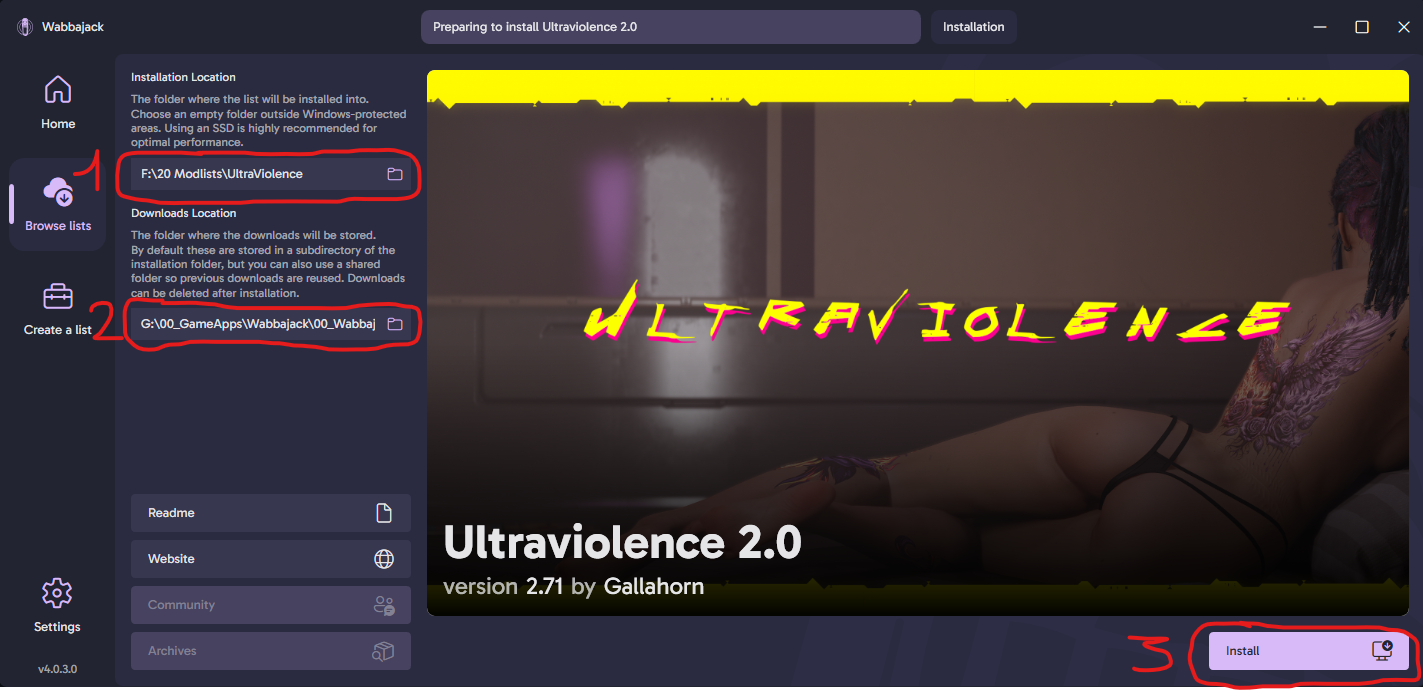 Wabbajack
Preparing to install Ultraviolence 2.0
Installation
Home
Browse lists
Create a list
Settings
v4.0.3.0
Installation Location
The folder where the list will be installed into.
Choose an empty folder outside Windows-protected
areas. Using an SSD is highly recommended for
optimal performance.
1
F:\20 Modlists\UltraViolence
Downloads Location
The folder where the downloads will be stored.
By default these are stored in a subdirectory of the
installation folder, but you can also use a shared
folder so previous downloads are reused. Downloads
can be deleted after installation.
2
G:\00_GameApps\Wabbajack\00_Wabbaj
Readme
Website
Community
Archives
ULTRAVIOLENCE
Ultraviolence 2.0
version 2.71 by Gallahorn
3
Install